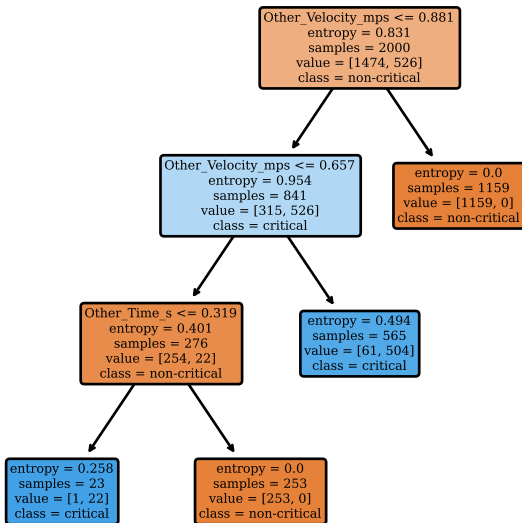 Other_Velocity_mps <= 0.881
entropy = 0.831
samples = 2000
value = [1474, 526]
class = non-critical
Other_Velocity_mps <= 0.657
entropy = 0.954
samples = 841
value = [315, 526]
class = critical
entropy = 0.0
samples = 1159
value = [1159, 0]
class = non-critical
Other_Time_s <= 0.319
entropy = 0.401
samples = 276
value = [254, 22]
class = non-critical
entropy = 0.494
samples = 565
value = [61, 504]
class = critical
entropy = 0.258
samples = 23
value = [1, 22]
class = critical
entropy = 0.0
samples = 253
value = [253, 0]
class = non-critical